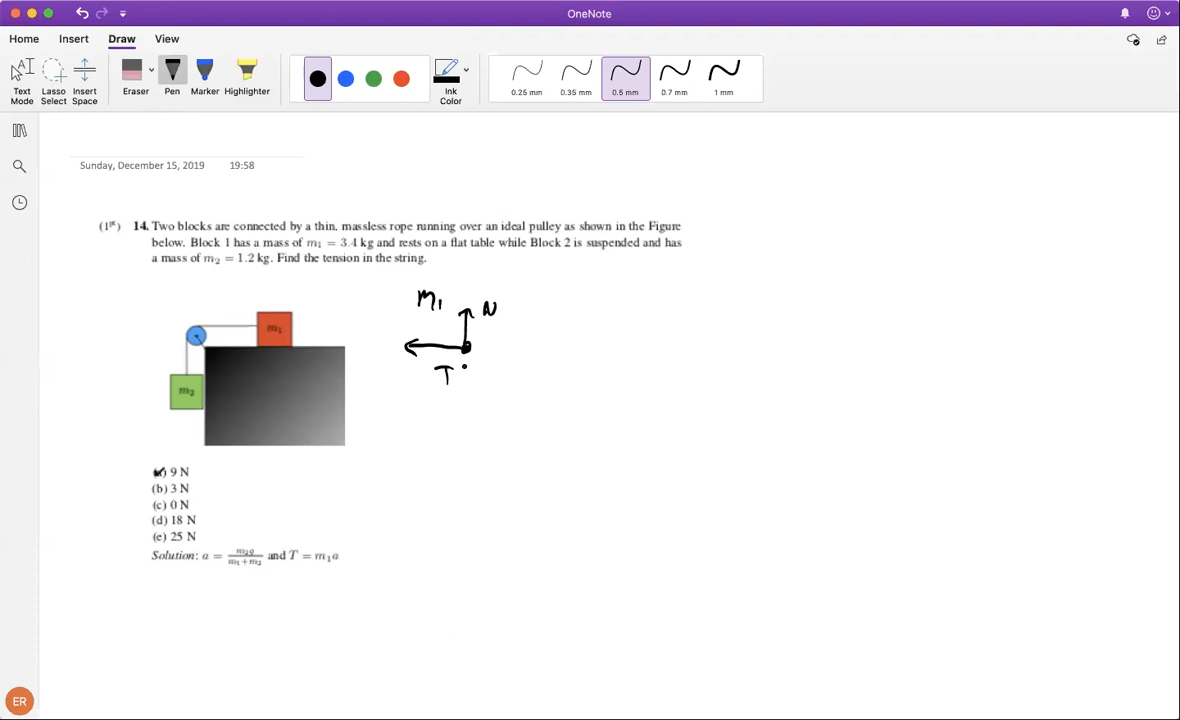 OneNote
Home Insert Draw View
Text Mode Lasso Select Insert Space Eraser Pen Marker Highlighter Ink Color 0.25 mm 0.35 mm 0.5 mm 0.7 mm 1 mm
Sunday, December 15, 2019 19:58
(1st) 14. Two blocks are connected by a thin, massless rope running over an ideal pulley as shown in the Figure
below. Block 1 has a mass of m₁ = 3.4 kg and rests on a flat table while Block 2 is suspended and has
a mass of m₂ = 1.2 kg. Find the tension in the string.
m₁
N
T
m₁
m₂
9 N
(b) 3 N
(c) 0 N
(d) 18 N
(e) 25 N
Solution: a = m₂g/(m₁+m₂) and T = m₁a
ER